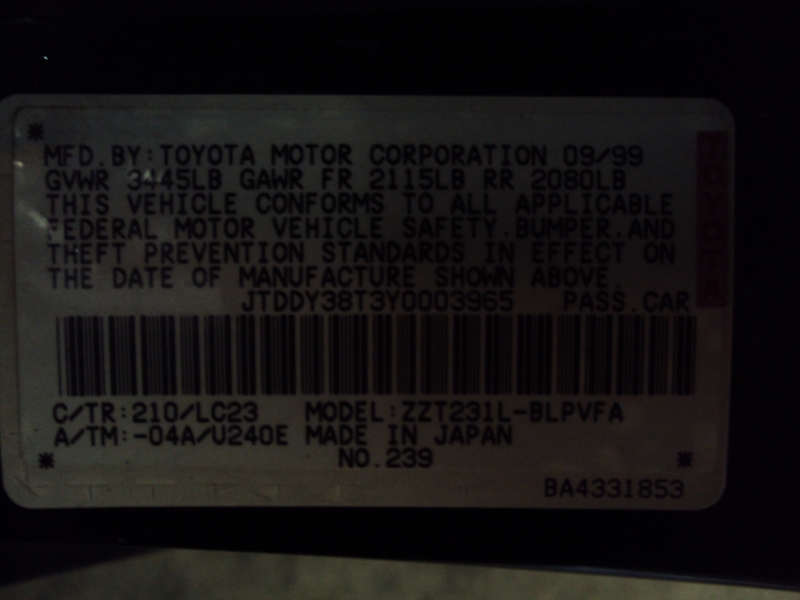 MFD.BY:TOYOTA MOTOR CORPORATION 09/99
GVWR 3445LB GAWR FR 2115LB RR 2080LB
THIS VEHICLE CONFORMS TO ALL APPLICABLE
FEDERAL MOTOR VEHICLE SAFETY.BUMPER.AND
THEFT PREVENTION STANDARDS IN EFFECT ON
THE DATE OF MANUFACTURE SHOWN ABOVE.
JTDDY38T3Y0003965 PASS.CAR
C/TR:210/LC23 MODEL:ZZT231L-BLPVFA
A/TM:-04A/U240E MADE IN JAPAN
NO.239
BA4331853
TOYOTA